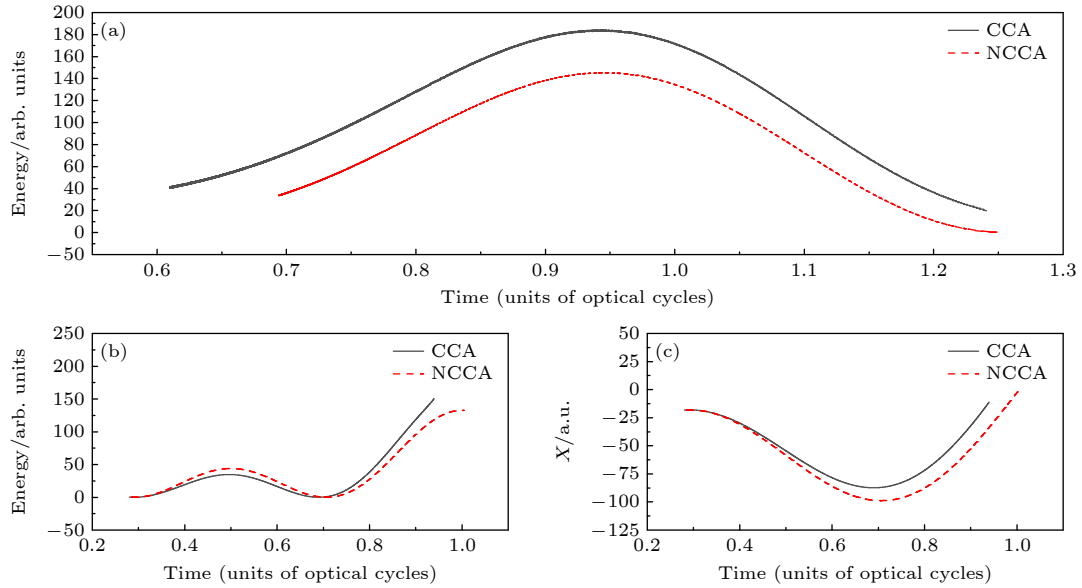 (a)
CCA
NCCA
Energy/arb. units
200
180
160
140
120
100
80
60
40
20
0
−50
0.6 0.7 0.8 0.9 1.0 1.1 1.2 1.3
Time (units of optical cycles)
(b)
CCA
NCCA
Energy/arb. units
250
200
150
100
50
0
−50
0.2 0.4 0.6 0.8 1.0
Time (units of optical cycles)
(c)
CCA
NCCA
X/a.u.
50
25
0
−25
−50
−75
−100
−125
0.2 0.4 0.6 0.8 1.0
Time (units of optical cycles)